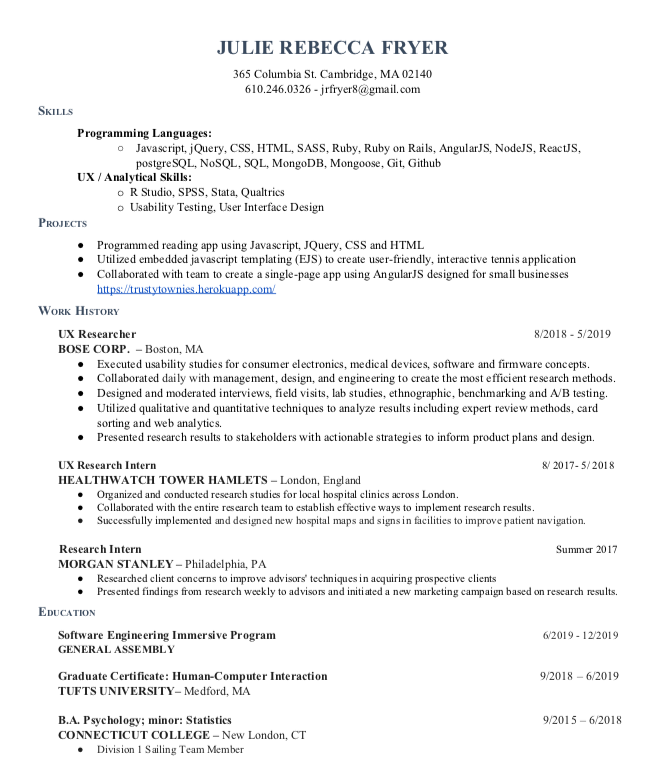 JULIE REBECCA FRYER
365 Columbia St. Cambridge, MA 02140
610.246.0326 - jrfryer8@gmail.com
SKILLS
Programming Languages:
○ Javascript, jQuery, CSS, HTML, SASS, Ruby, Ruby on Rails, AngularJS, NodeJS, ReactJS,
postgreSQL, NoSQL, SQL, MongoDB, Mongoose, Git, Github
UX / Analytical Skills:
○ R Studio, SPSS, Stata, Qualtrics
○ Usability Testing, User Interface Design
PROJECTS
● Programmed reading app using Javascript, JQuery, CSS and HTML
● Utilized embedded javascript templating (EJS) to create user-friendly, interactive tennis application
● Collaborated with team to create a single-page app using AngularJS designed for small businesses
https://trustytownies.herokuapp.com/
WORK HISTORY
UX Researcher 8/2018 - 5/2019
BOSE CORP. – Boston, MA
● Executed usability studies for consumer electronics, medical devices, software and firmware concepts.
● Collaborated daily with management, design, and engineering to create the most efficient research methods.
● Designed and moderated interviews, field visits, lab studies, ethnographic, benchmarking and A/B testing.
● Utilized qualitative and quantitative techniques to analyze results including expert review methods, card
sorting and web analytics.
● Presented research results to stakeholders with actionable strategies to inform product plans and design.
UX Research Intern 8/ 2017- 5/ 2018
HEALTHWATCH TOWER HAMLETS – London, England
● Organized and conducted research studies for local hospital clinics across London.
● Collaborated with the entire research team to establish effective ways to implement research results.
● Successfully implemented and designed new hospital maps and signs in facilities to improve patient navigation.
Research Intern Summer 2017
MORGAN STANLEY – Philadelphia, PA
● Researched client concerns to improve advisors' techniques in acquiring prospective clients
● Presented findings from research weekly to advisors and initiated a new marketing campaign based on research results.
EDUCATION
Software Engineering Immersive Program 6/2019 - 12/2019
GENERAL ASSEMBLY
Graduate Certificate: Human-Computer Interaction 9/2018 – 6/2019
TUFTS UNIVERSITY– Medford, MA
B.A. Psychology; minor: Statistics 9/2015 – 6/2018
CONNECTICUT COLLEGE – New London, CT
● Division 1 Sailing Team Member